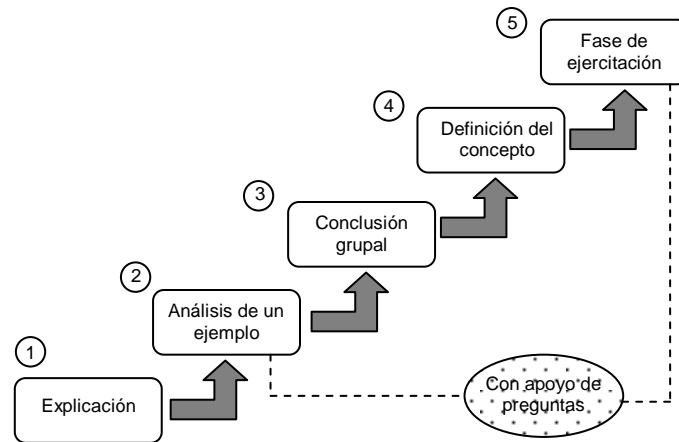 5
Fase de
ejercitación
4
Definición del
concepto
3
Conclusión
grupal
2
Análisis de un
ejemplo
1
Explicación
Con apoyo de
preguntas